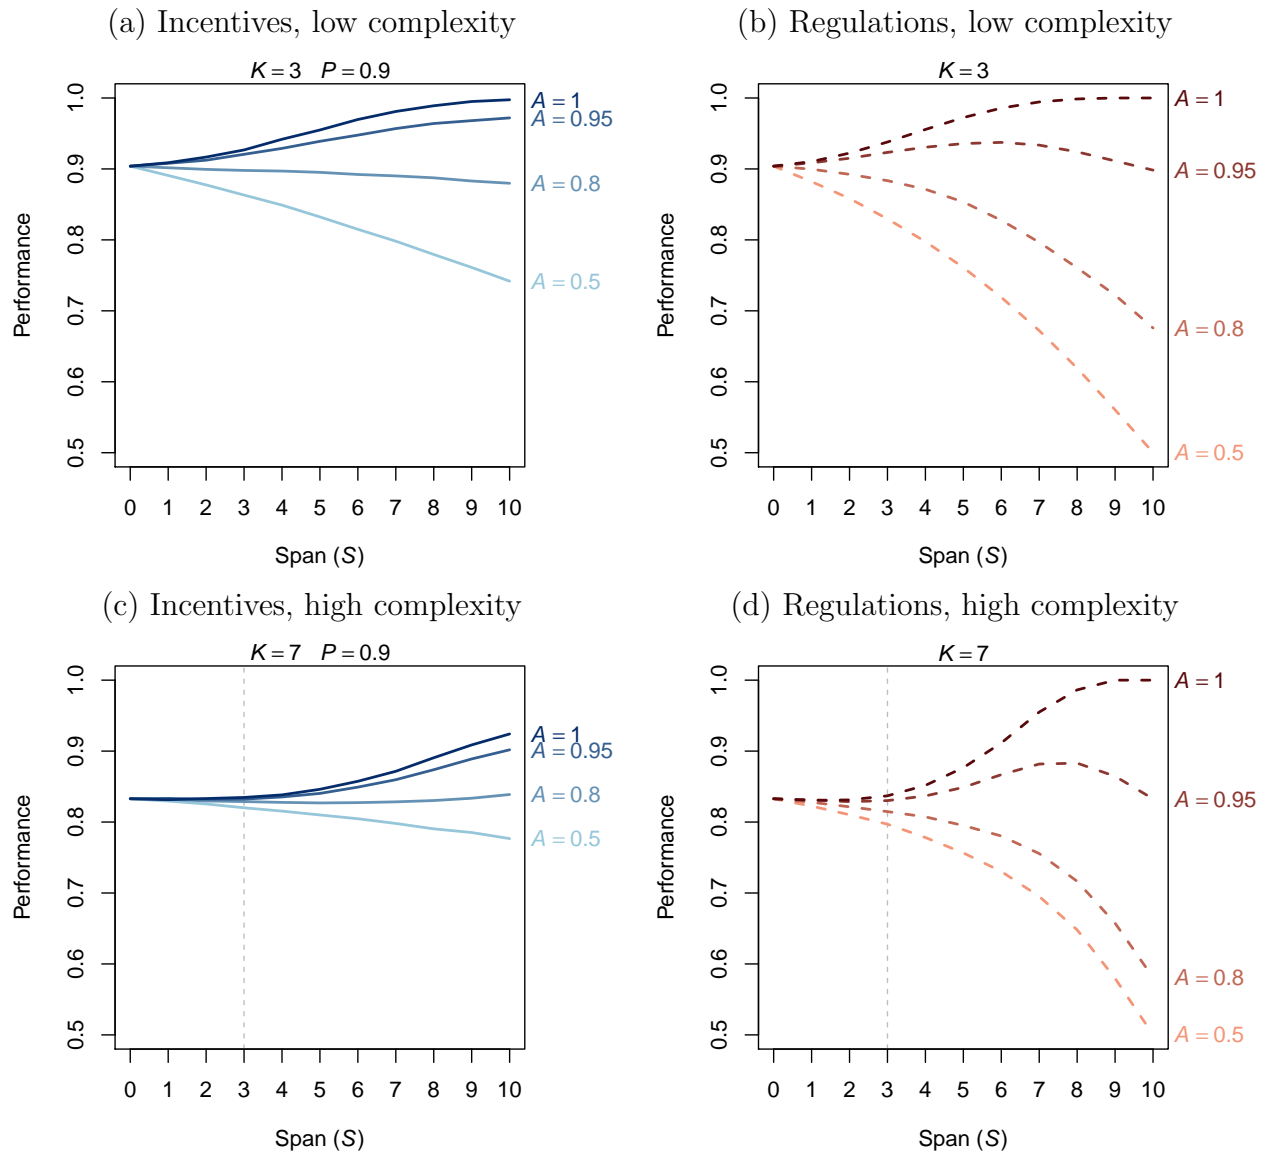 (a) Incentives, low complexity
K = 3 P = 0.9
Performance
1.0
0.9
0.8
0.7
0.6
0.5
A = 1
A = 0.95
A = 0.8
A = 0.5
0 1 2 3 4 5 6 7 8 9 10
Span (S)
(b) Regulations, low complexity
K = 3
Performance
1.0
0.9
0.8
0.7
0.6
0.5
A = 1
A = 0.95
A = 0.8
A = 0.5
0 1 2 3 4 5 6 7 8 9 10
Span (S)
(c) Incentives, high complexity
K = 7 P = 0.9
Performance
1.0
0.9
0.8
0.7
0.6
0.5
A = 1
A = 0.95
A = 0.8
A = 0.5
0 1 2 3 4 5 6 7 8 9 10
Span (S)
(d) Regulations, high complexity
K = 7
Performance
1.0
0.9
0.8
0.7
0.6
0.5
A = 1
A = 0.95
A = 0.8
A = 0.5
0 1 2 3 4 5 6 7 8 9 10
Span (S)